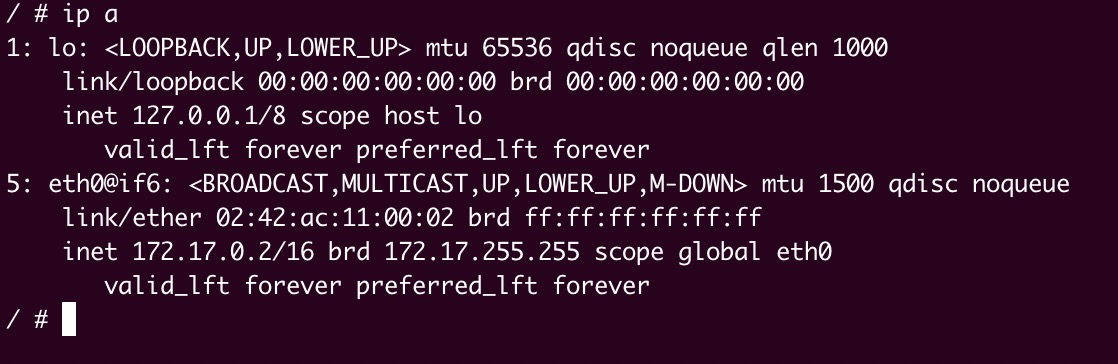 / # ip a
1: lo: <LOOPBACK,UP,LOWER_UP> mtu 65536 qdisc noqueue qlen 1000
    link/loopback 00:00:00:00:00:00 brd 00:00:00:00:00:00
    inet 127.0.0.1/8 scope host lo
       valid_lft forever preferred_lft forever
5: eth0@if6: <BROADCAST,MULTICAST,UP,LOWER_UP,M-DOWN> mtu 1500 qdisc noqueue
    link/ether 02:42:ac:11:00:02 brd ff:ff:ff:ff:ff:ff
    inet 172.17.0.2/16 brd 172.17.255.255 scope global eth0
       valid_lft forever preferred_lft forever
/ #